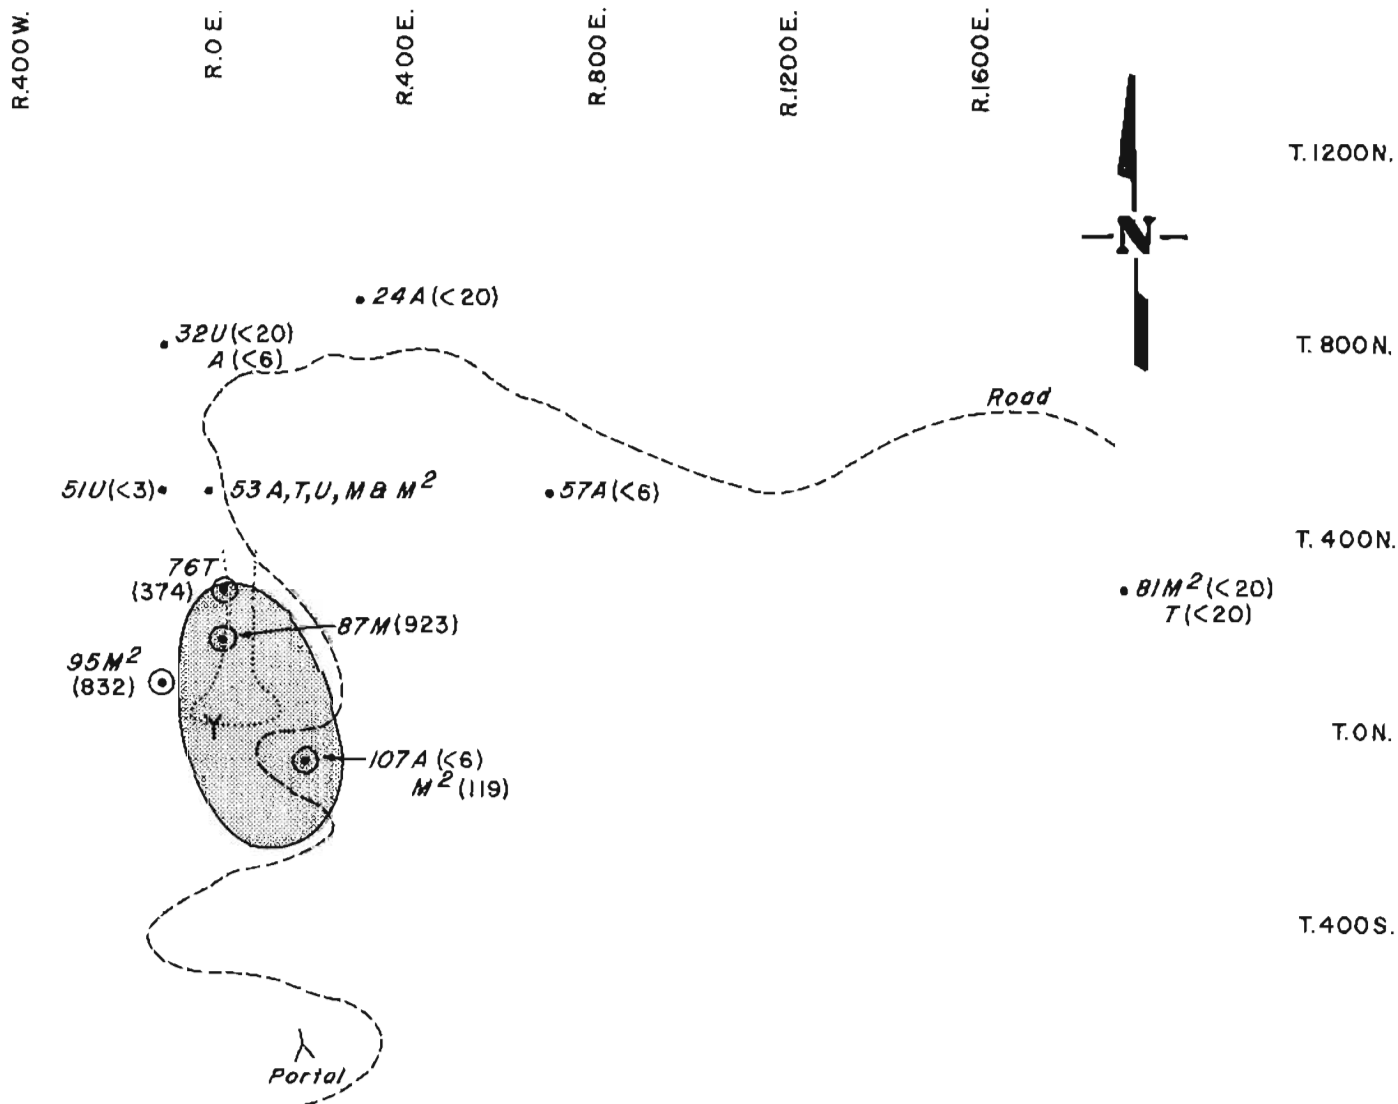 R.400W.
R.0E.
R.400E.
R.800E.
R.1200E.
R.1600E.
T.1200N.
N
24A(<20)
32U(<20)
A(<6)
T.800N.
Road
51U(<3)
53A,T,U,M& M²
57A(<6)
T.400N.
76T
(374)
81M²(<20)
T(<20)
87M(923)
95M²
(832)
T.0N.
107A(<6)
M²(119)
T.400S.
Portal